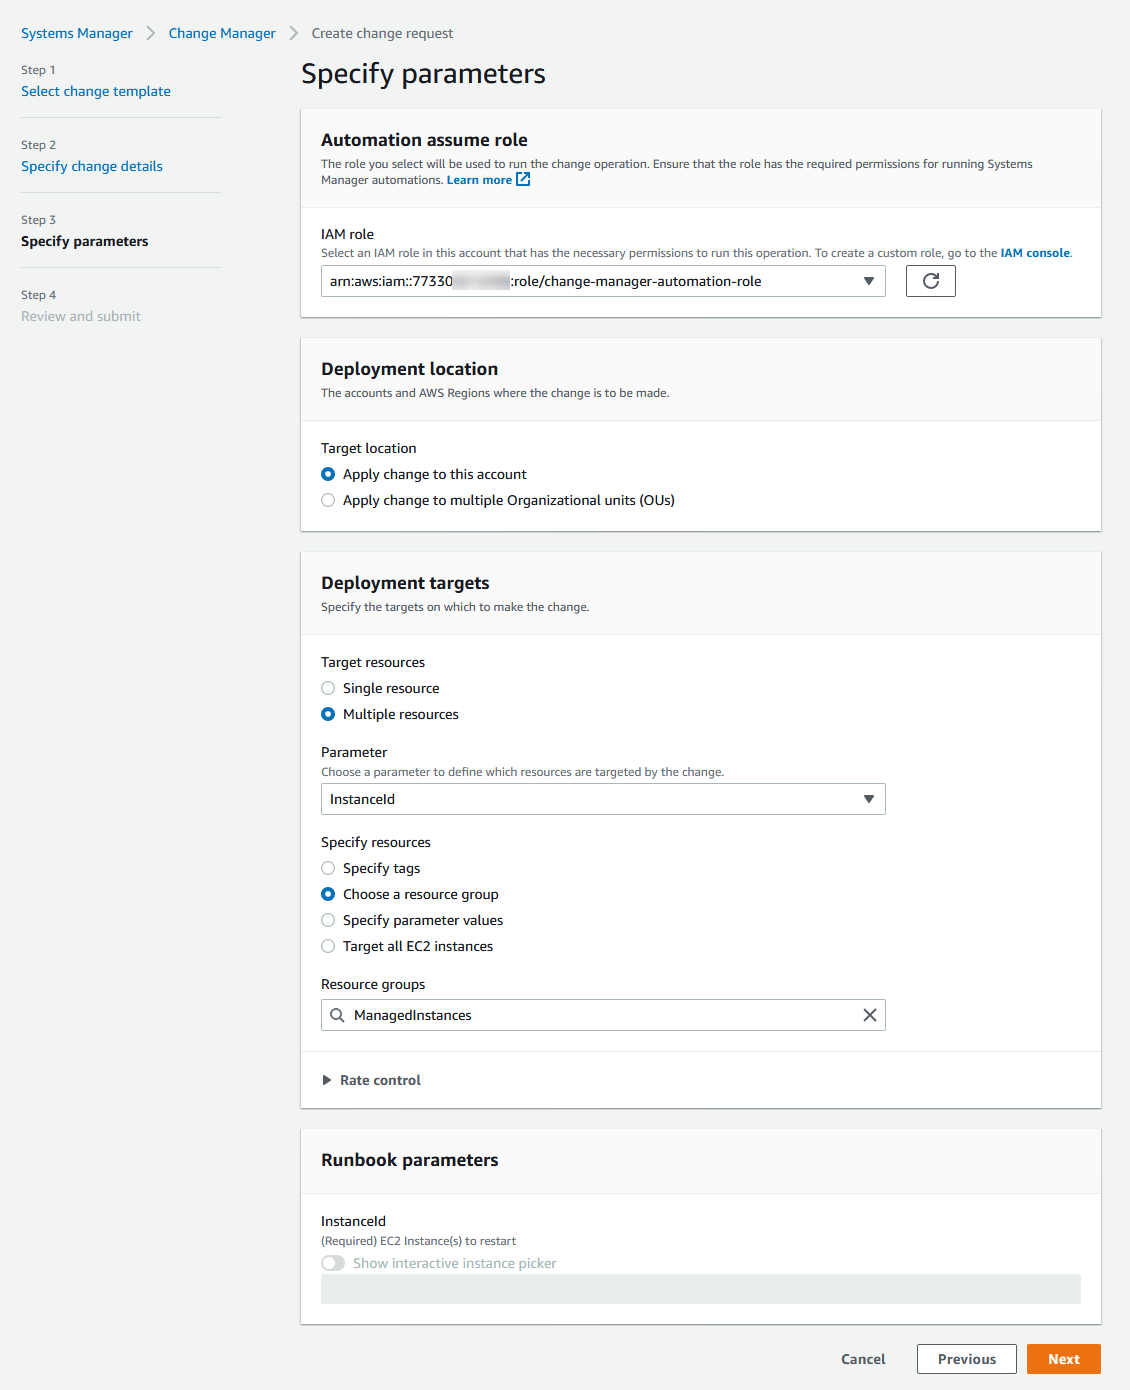 Systems Manager > Change Manager > Create change request
Step 1
Select change template
Step 2
Specify change details
Step 3
Specify parameters
Step 4
Review and submit
Specify parameters
Automation assume role
The role you select will be used to run the change operation. Ensure that the role has the required permissions for running Systems
Manager automations. Learn more
IAM role
Select an IAM role in this account that has the necessary permissions to run this operation. To create a custom role, go to the IAM console.
arn:aws:iam::77330 :role/change-manager-automation-role
Deployment location
The accounts and AWS Regions where the change is to be made.
Target location
Apply change to this account
Apply change to multiple Organizational units (OUs)
Deployment targets
Specify the targets on which to make the change.
Target resources
Single resource
Multiple resources
Parameter
Choose a parameter to define which resources are targeted by the change.
InstanceId
Specify resources
Specify tags
Choose a resource group
Specify parameter values
Target all EC2 instances
Resource groups
ManagedInstances
Rate control
Runbook parameters
InstanceId
(Required) EC2 Instance(s) to restart
Show interactive instance picker
Cancel
Previous
Next